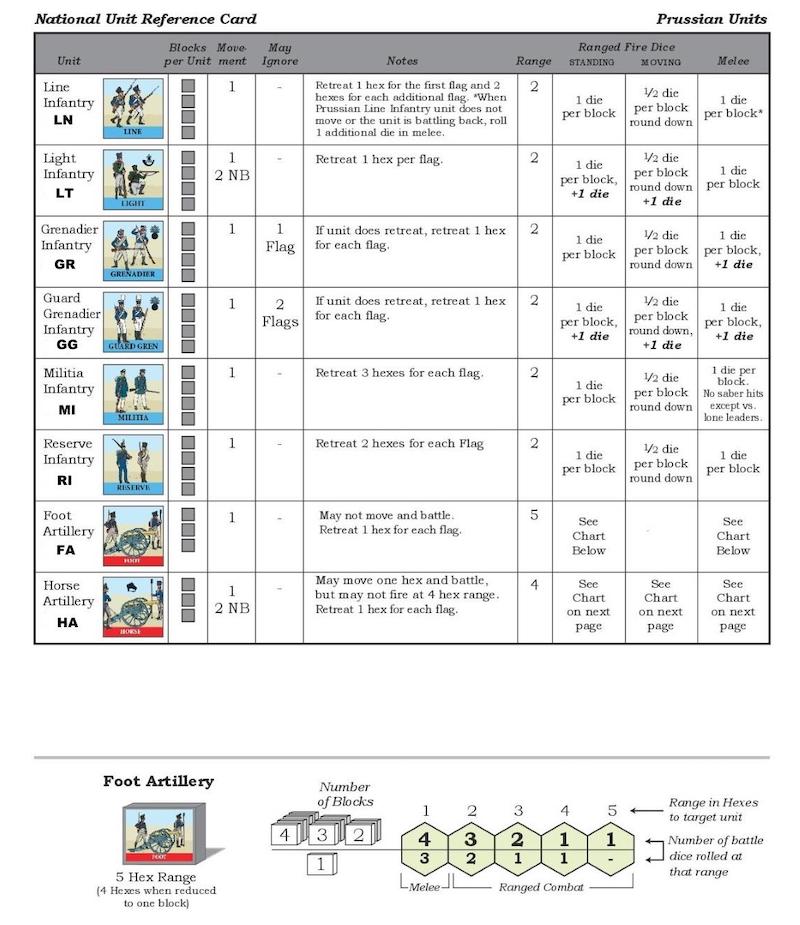 National Unit Reference Card
Prussian Units
Unit
Blocks per Unit
Move-ment
May Ignore
Notes
Range
Ranged Fire Dice
STANDING
MOVING
Melee
Line
Infantry
LN
LINE
1
-
Retreat 1 hex for the first flag and 2
hexes for each additional flag. *When
Prussian Line Infantry unit does not
move or the unit is battling back, roll
1 additional die in melee.
2
1 die
per block
1/2 die
per block
round down
1 die
per block*
Light
Infantry
LT
LIGHT
1
2 NB
-
Retreat 1 hex per flag.
2
1 die
per block,
+1 die
1/2 die
per block
round down
+1 die
1 die
per block
Grenadier
Infantry
GR
GRENADIER
1
1
Flag
If unit does retreat, retreat 1 hex
for each flag.
2
1 die
per block
1/2 die
per block
round down
1 die
per block,
+1 die
Guard
Grenadier
Infantry
GG
GUARD GREN
1
2
Flags
If unit does retreat, retreat 1 hex
for each flag.
2
1 die
per block,
+1 die
1/2 die
per block
round down,
+1 die
1 die
per block,
+1 die
Militia
Infantry
MI
MILITIA
1
-
Retreat 3 hexes for each flag.
2
1 die
per block
1/2 die
per block
round down
1 die per
block.
No saber hits
except vs.
lone leaders.
Reserve
Infantry
RI
RESERVE
1
-
Retreat 2 hexes for each Flag
2
1 die
per block
1/2 die
per block
round down
1 die
per block
Foot
Artillery
FA
FOOT
1
-
May not move and battle.
Retreat 1 hex for each flag.
5
See
Chart
Below
-
See
Chart
Below
Horse
Artillery
HA
HORSE
1
2 NB
-
May move one hex and battle,
but may not fire at 4 hex range.
Retreat 1 hex for each flag.
4
See
Chart
on next
page
See
Chart
on next
page
See
Chart
on next
page
Foot Artillery
FOOT
5 Hex Range
(4 Hexes when reduced
to one block)
Number
of Blocks
4 3 2
1
1 2 3 4 5
4 3 2 1 1
3 2 1 1 -
Melee
Ranged Combat
Range in Hexes
to target unit
Number of battle
dice rolled at
that range